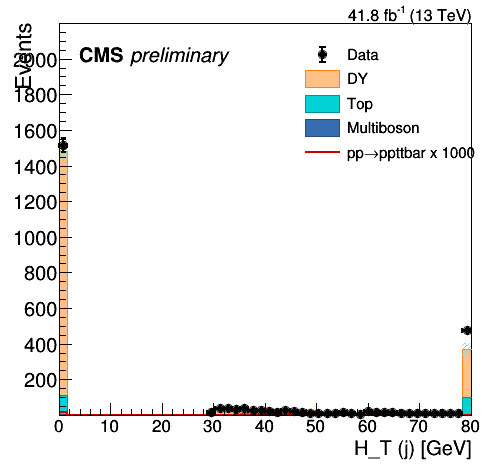 41.8 fb⁻¹ (13 TeV)
Events
CMS preliminary
Data
DY
Top
Multiboson
pp→ppttbar x 1000
2000
1800
1600
1400
1200
1000
800
600
400
200
0 10 20 30 40 50 60 70 80
H_T (j) [GeV]